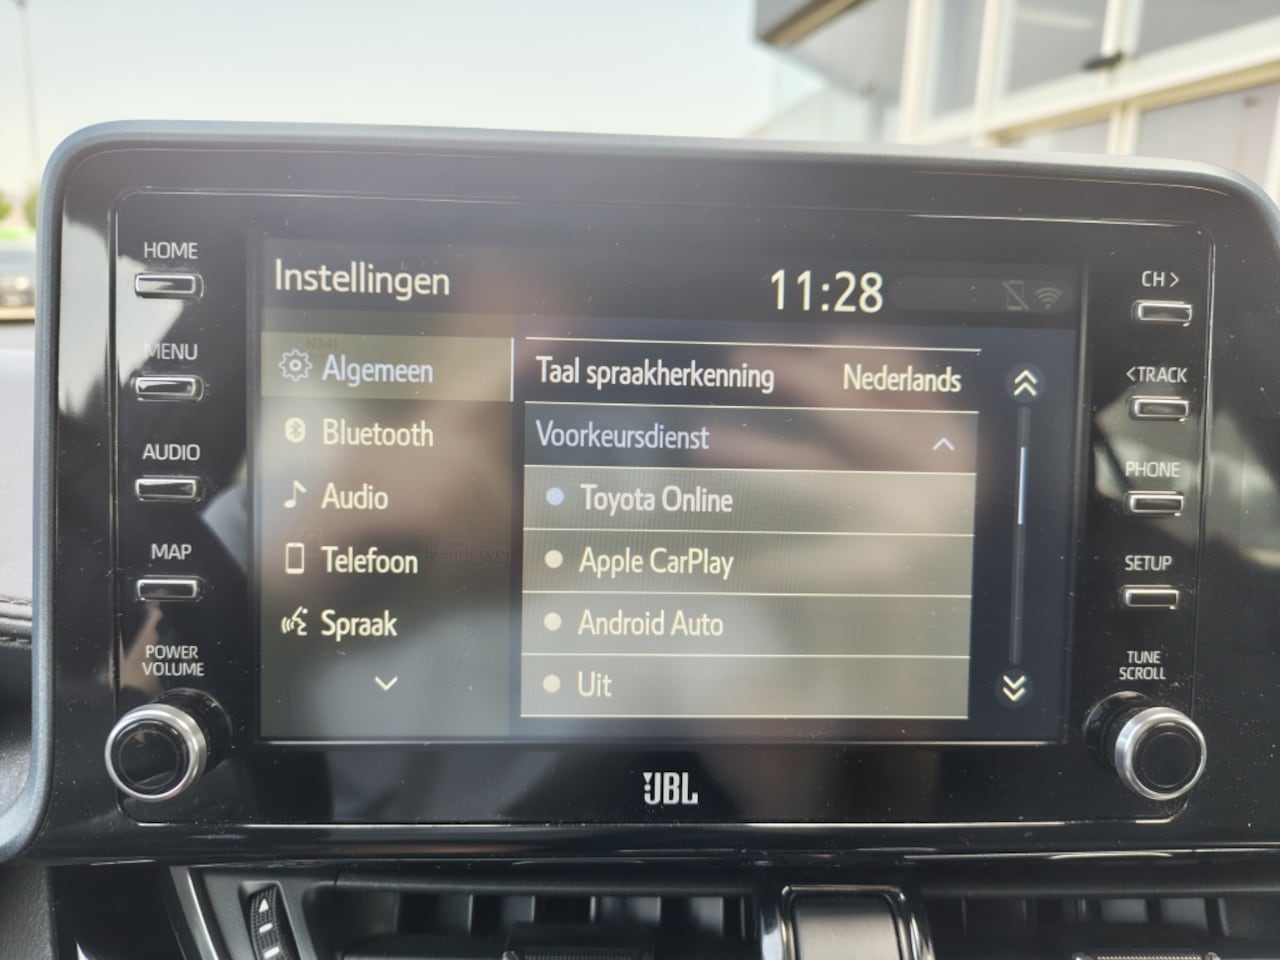 HOME
MENU
AUDIO
MAP
POWER
VOLUME
Instellingen
11:28
N341
Algemeen
Bluetooth
Audio
Telefoon
Spraak
Taal spraakherkenning Nederlands
Voorkeursdienst
Toyota Online
Apple CarPlay
Android Auto
Uit
CH >
< TRACK
PHONE
SETUP
TUNE
SCROLL
JBL